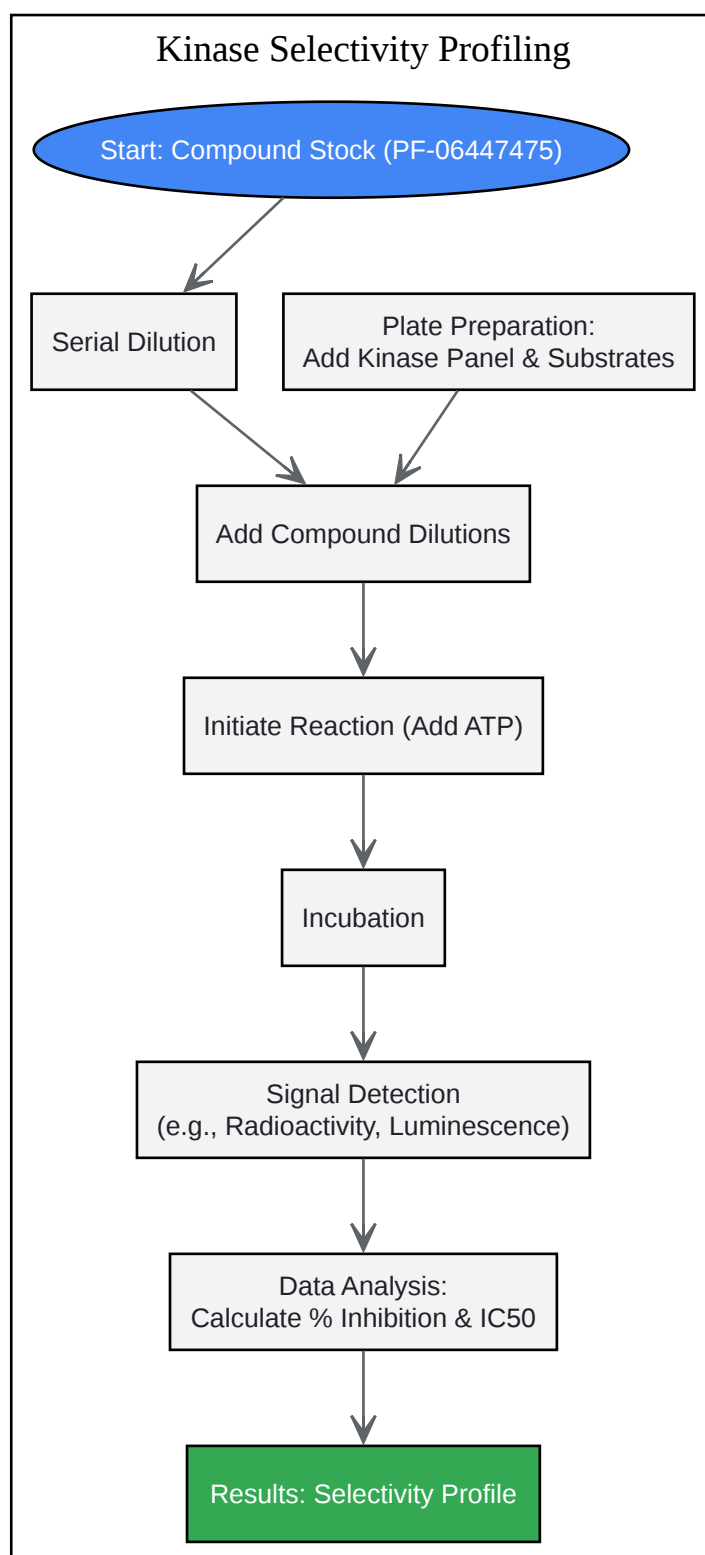 Kinase Selectivity Profiling
Start: Compound Stock (PF-06447475)
Serial Dilution
Plate Preparation:
Add Kinase Panel & Substrates
Add Compound Dilutions
Initiate Reaction (Add ATP)
Incubation
Signal Detection
(e.g., Radioactivity, Luminescence)
Data Analysis:
Calculate % Inhibition & IC50
Results: Selectivity Profile